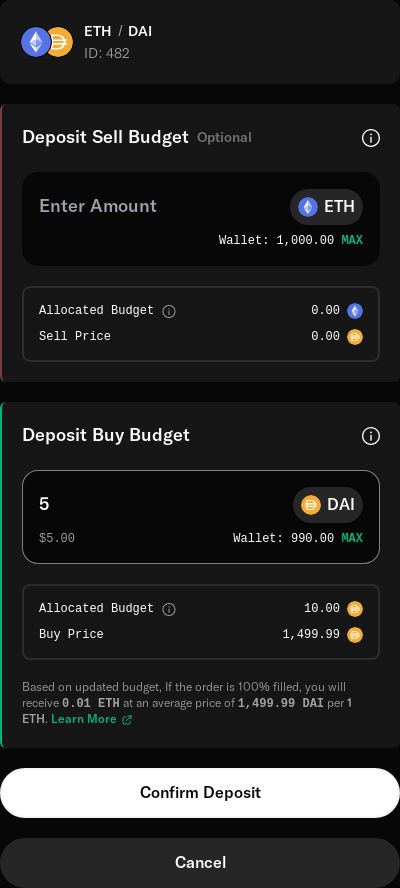 ETH / DAI
ID: 482
Deposit Sell Budget Optional
Enter Amount ETH
Wallet: 1,000.00 MAX
Allocated Budget 0.00
Sell Price 0.00
Deposit Buy Budget
5 DAI
$5.00 Wallet: 990.00 MAX
Allocated Budget 10.00
Buy Price 1,499.99
Based on updated budget, If the order is 100% filled, you will
receive 0.01 ETH at an average price of 1,499.99 DAI per 1
ETH. Learn More
Confirm Deposit
Cancel